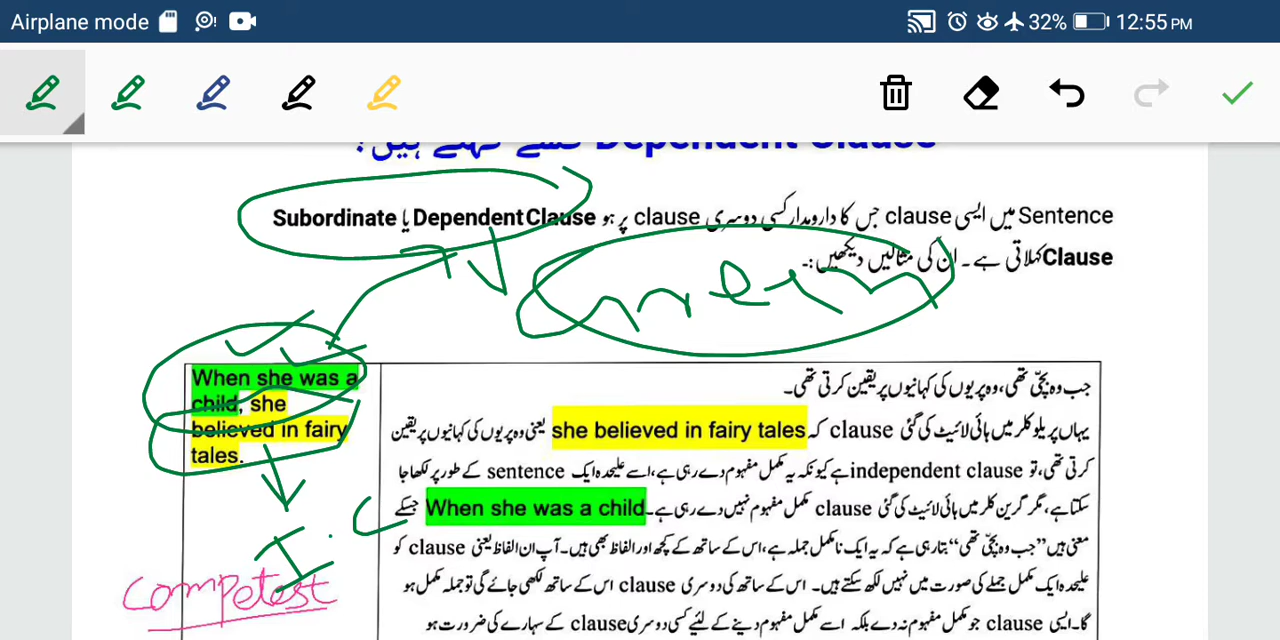 Airplane mode 32% 12:55 PM
Dependent Clause کسے کہتے ہیں؟
Sentence میں ایسی clause جس کا دارومدار کسی دوسری clause پر ہو Dependent Clause یا Subordinate
Clause کہلاتی ہے۔ ان کی مثالیں دیکھیں:۔
When she was a
child, she
believed in fairy
tales.
جب وہ بچّی تھی، وہ پریوں کی کہانیوں پر یقین کرتی تھی۔
یہاں پر یلو کلر میں ہائی لائیٹ کی گئی clause کہ she believed in fairy tales یعنی وہ پریوں کی کہانیوں پر یقین
کرتی تھی، تو independent clause ہے کیونکہ یہ مکمل مفہوم دے رہی ہے، اسے علیحدہ ایک sentence کے طور پر لکھا جا
سکتا ہے، مگر گرین کلر میں ہائی لائیٹ کی گئی clause مکمل مفہوم نہیں دے رہی ہے۔ When she was a child جسکے
معنی ہیں "جب وہ بچّی تھی" بتا رہی ہے کہ یہ ایک نا مکمل جملہ ہے، اس کے ساتھ کے کچھ اور الفاظ بھی ہیں۔ آپ ان الفاظ یعنی clause کو
علیحدہ ایک مکمل جملے کی صورت میں نہیں لکھ سکتے ہیں۔ اس کے ساتھ کی دوسری clause اس کے ساتھ لکھی جائے گی تو جملہ مکمل ہو
گا۔ ایسی clause جو مکمل مفہوم نہ دے بلکہ اسے مکمل مفہوم دینے کے لئیے کسی دوسری clause کے سہارے کی ضرورت ہو
I.C
Competest